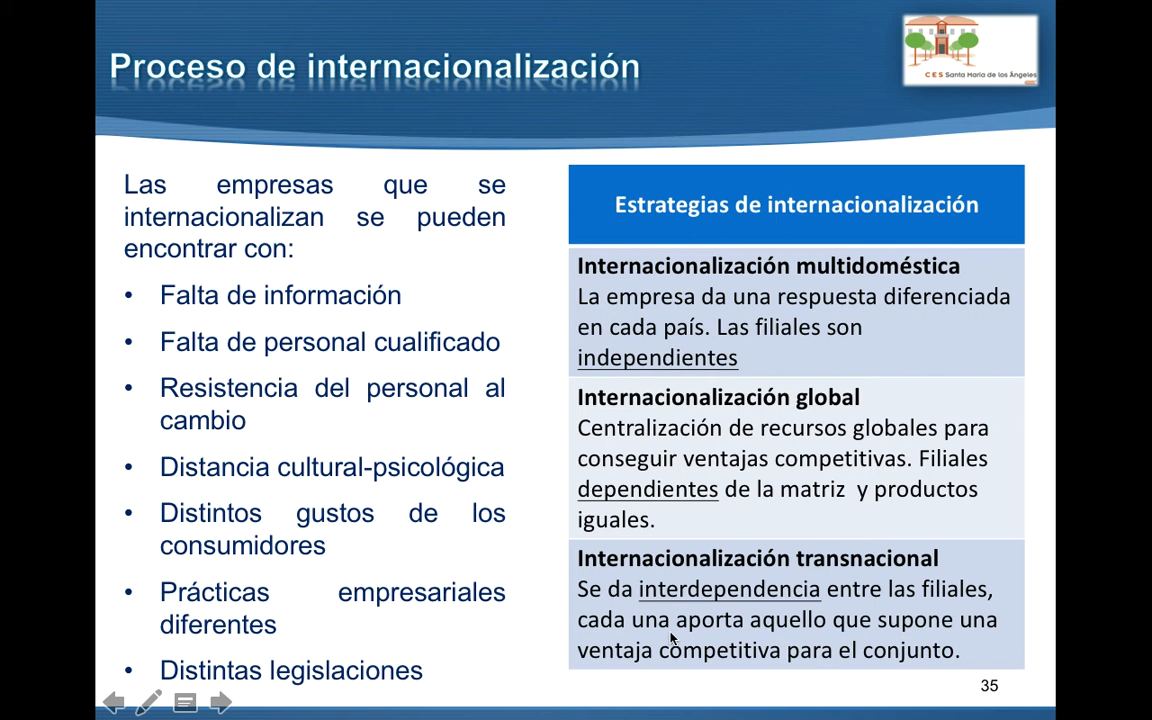 Proceso de internacionalización
C E S Santa María de los Ángeles
Las empresas que se
internacionalizan se pueden
encontrar con:
• Falta de información
• Falta de personal cualificado
• Resistencia del personal al
cambio
• Distancia cultural-psicológica
• Distintos gustos de los
consumidores
• Prácticas empresariales
diferentes
• Distintas legislaciones
Estrategias de internacionalización
Internacionalización multidoméstica
La empresa da una respuesta diferenciada
en cada país. Las filiales son
independientes
Internacionalización global
Centralización de recursos globales para
conseguir ventajas competitivas. Filiales
dependientes de la matriz y productos
iguales.
Internacionalización transnacional
Se da interdependencia entre las filiales,
cada una aporta aquello que supone una
ventaja competitiva para el conjunto.
35